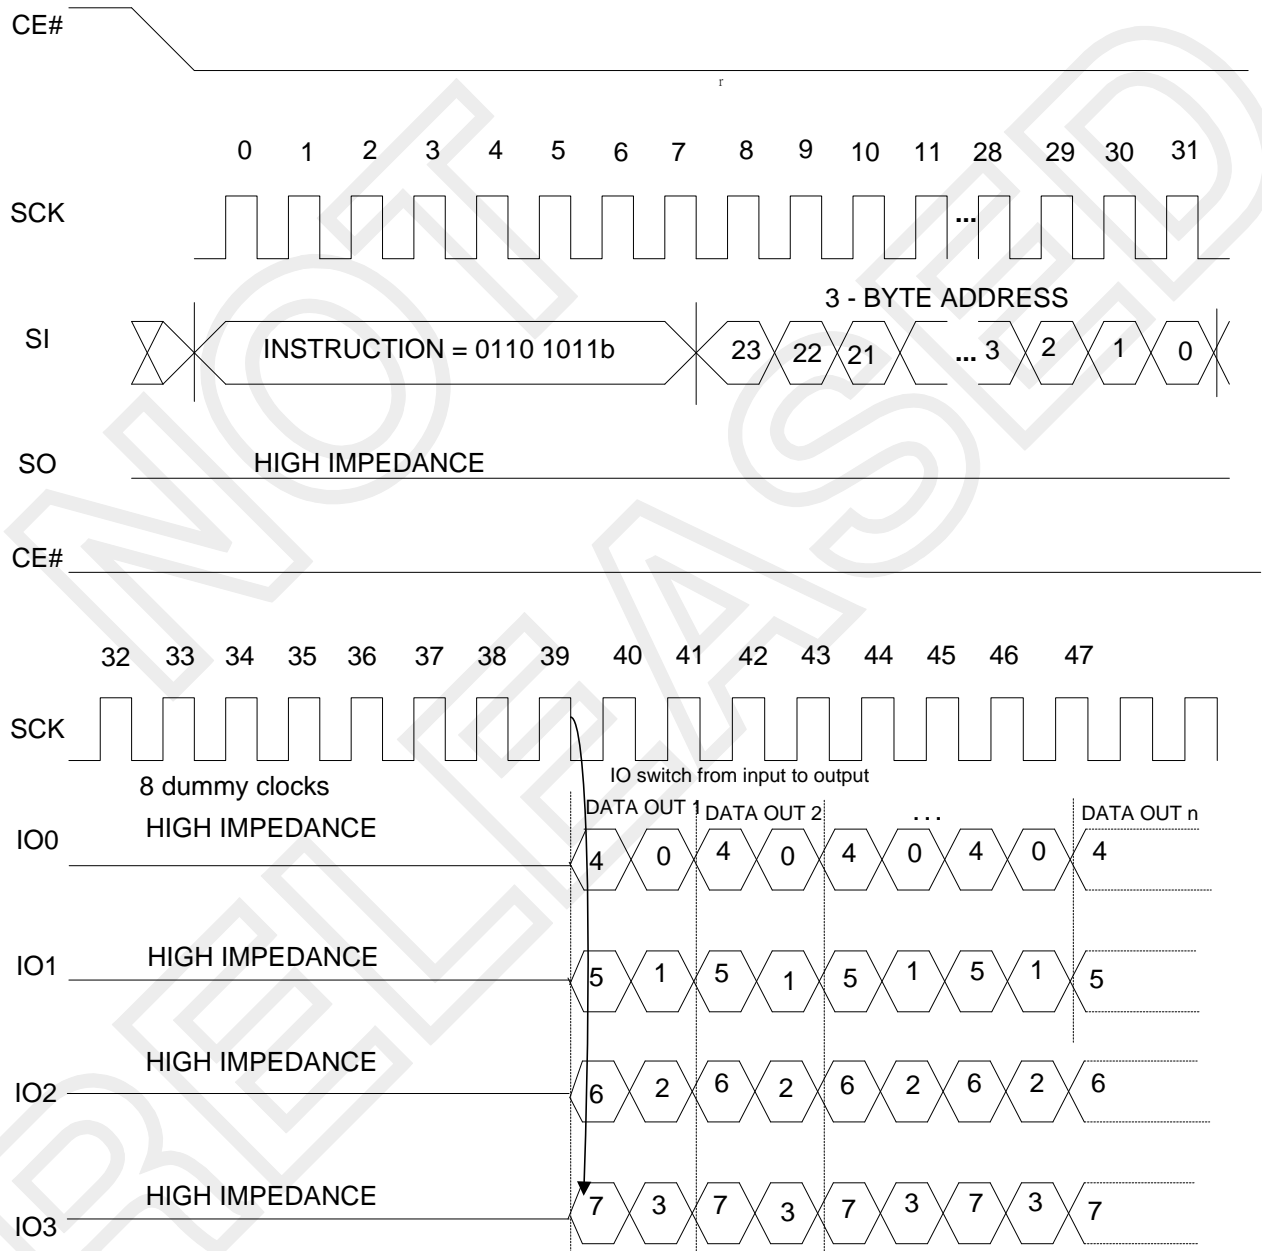 CE#
r
0 1 2 3 4 5 6 7 8 9 10 11 28 29 30 31
SCK
...
3 - BYTE ADDRESS
SI
INSTRUCTION = 0110 1011b
23 22 21 ... 3 2 1 0
SO
HIGH IMPEDANCE
CE#
32 33 34 35 36 37 38 39 40 41 42 43 44 45 46 47
SCK
8 dummy clocks
IO switch from input to output
DATA OUT 1 DATA OUT 2 ... DATA OUT n
IO0
HIGH IMPEDANCE
4 0 4 0 4 0 4 0 4
IO1
HIGH IMPEDANCE
5 1 5 1 5 1 5 1 5
IO2
HIGH IMPEDANCE
6 2 6 2 6 2 6 2 6
IO3
HIGH IMPEDANCE
7 3 7 3 7 3 7 3 7
NOT
RELEASED